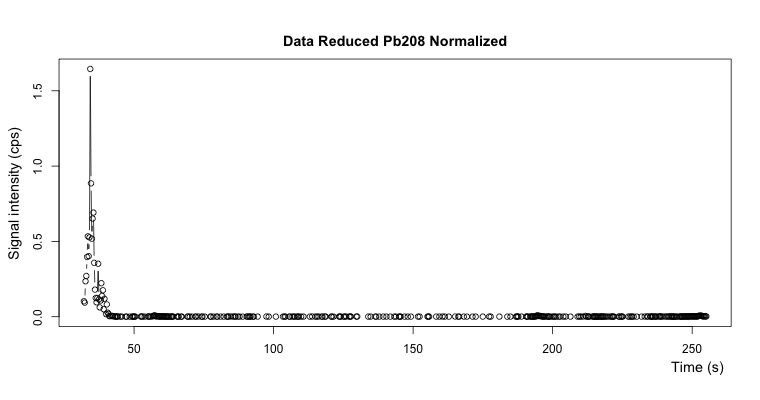 Data Reduced Pb208 Normalized
Signal intensity (cps)
1.5
1.0
0.5
0.0
50 100 150 200 250
Time (s)